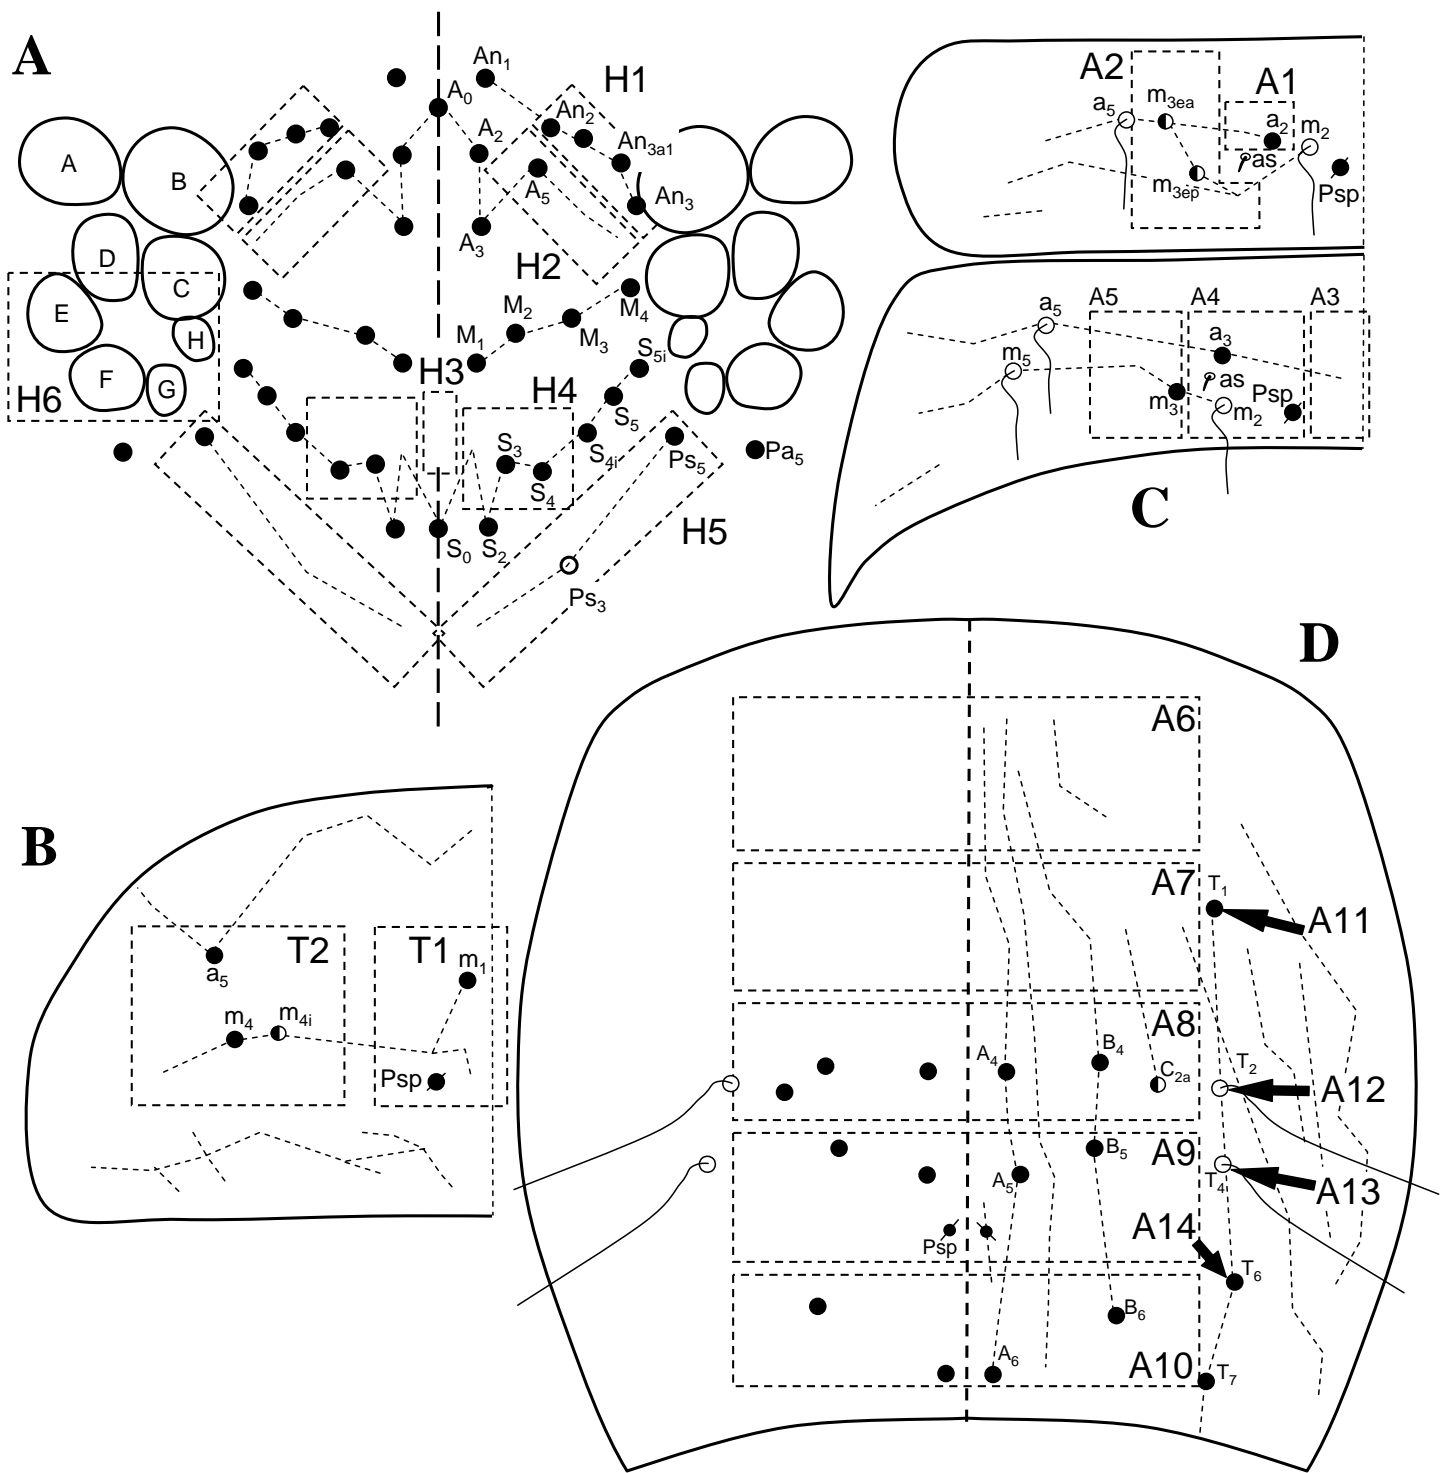 A
An₁
H1
A₀
An₂
A₂
An₃ₐ₁
A
B
A₅
An₃
A₃
D
H2
C
M₄
E
M₂
M₁
M₃
H
S₅ᵢ
H3
F
G
H6
H4
S₅
S₃
S₄ᵢ
Ps₅
Pa₅
S₄
H5
S₀
S₂
Ps₃
A2
A1
m₃ₑₐ
a₅
a₂
m₂
as
m₃ₑₚ
Psp
A5
A4
A3
a₅
a₃
m₅
as
Psp
m₃
m₂
C
B
T2
T1
m₁
a₅
m₄ᵢ
m₄
Psp
D
A6
A7
T₁
A11
A8
B₄
A₄
T₂
C₂ₐ
A12
A9
B₅
A₅
T₄
A13
A14
Psp
T₆
B₆
A₆
A10
T₇